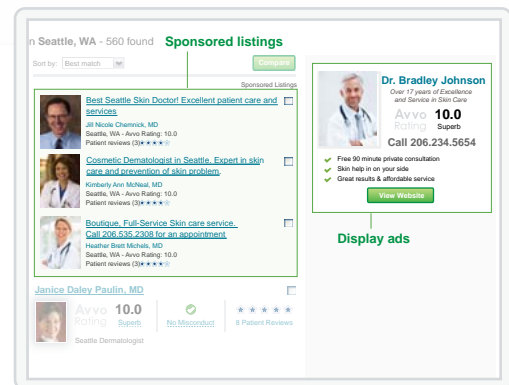 n Seattle, WA - 560 found
Sponsored listings
Sort by: Best match
Compare
Sponsored Listings
Best Seattle Skin Doctor! Excellent patient care and
services
Jill Nicole Chemnick, MD
Seattle, WA - Avvo Rating: 10.0
Patient reviews (3)★★★★☆
Cosmetic Dematologist in Seattle. Expert in skin
care and prevention of skin problem.
Kimberly Ann McNeal, MD
Seattle, WA - Avvo Rating: 10.0
Patient reviews (3)★★★★☆
Boutique, Full-Service Skin care service.
Call 206.535.2308 for an appointment
Heather Brett Michels, MD
Seattle, WA - Avvo Rating: 10.0
Patient reviews (3)★★★★☆
Janice Daley Paulin, MD
Avvo 10.0
Rating Superb
No Misconduct
★ ★ ★ ★ ★
8 Patient Reviews
Seattle Dermatologist
Dr. Bradley Johnson
Over 17 years of Excellence
and Service in Skin Care
Avvo 10.0
Rating Superb
Call 206.234.5654
Free 90 minute private consultation
Skin help in on your side
Great results & affordable service
View Website
Display ads